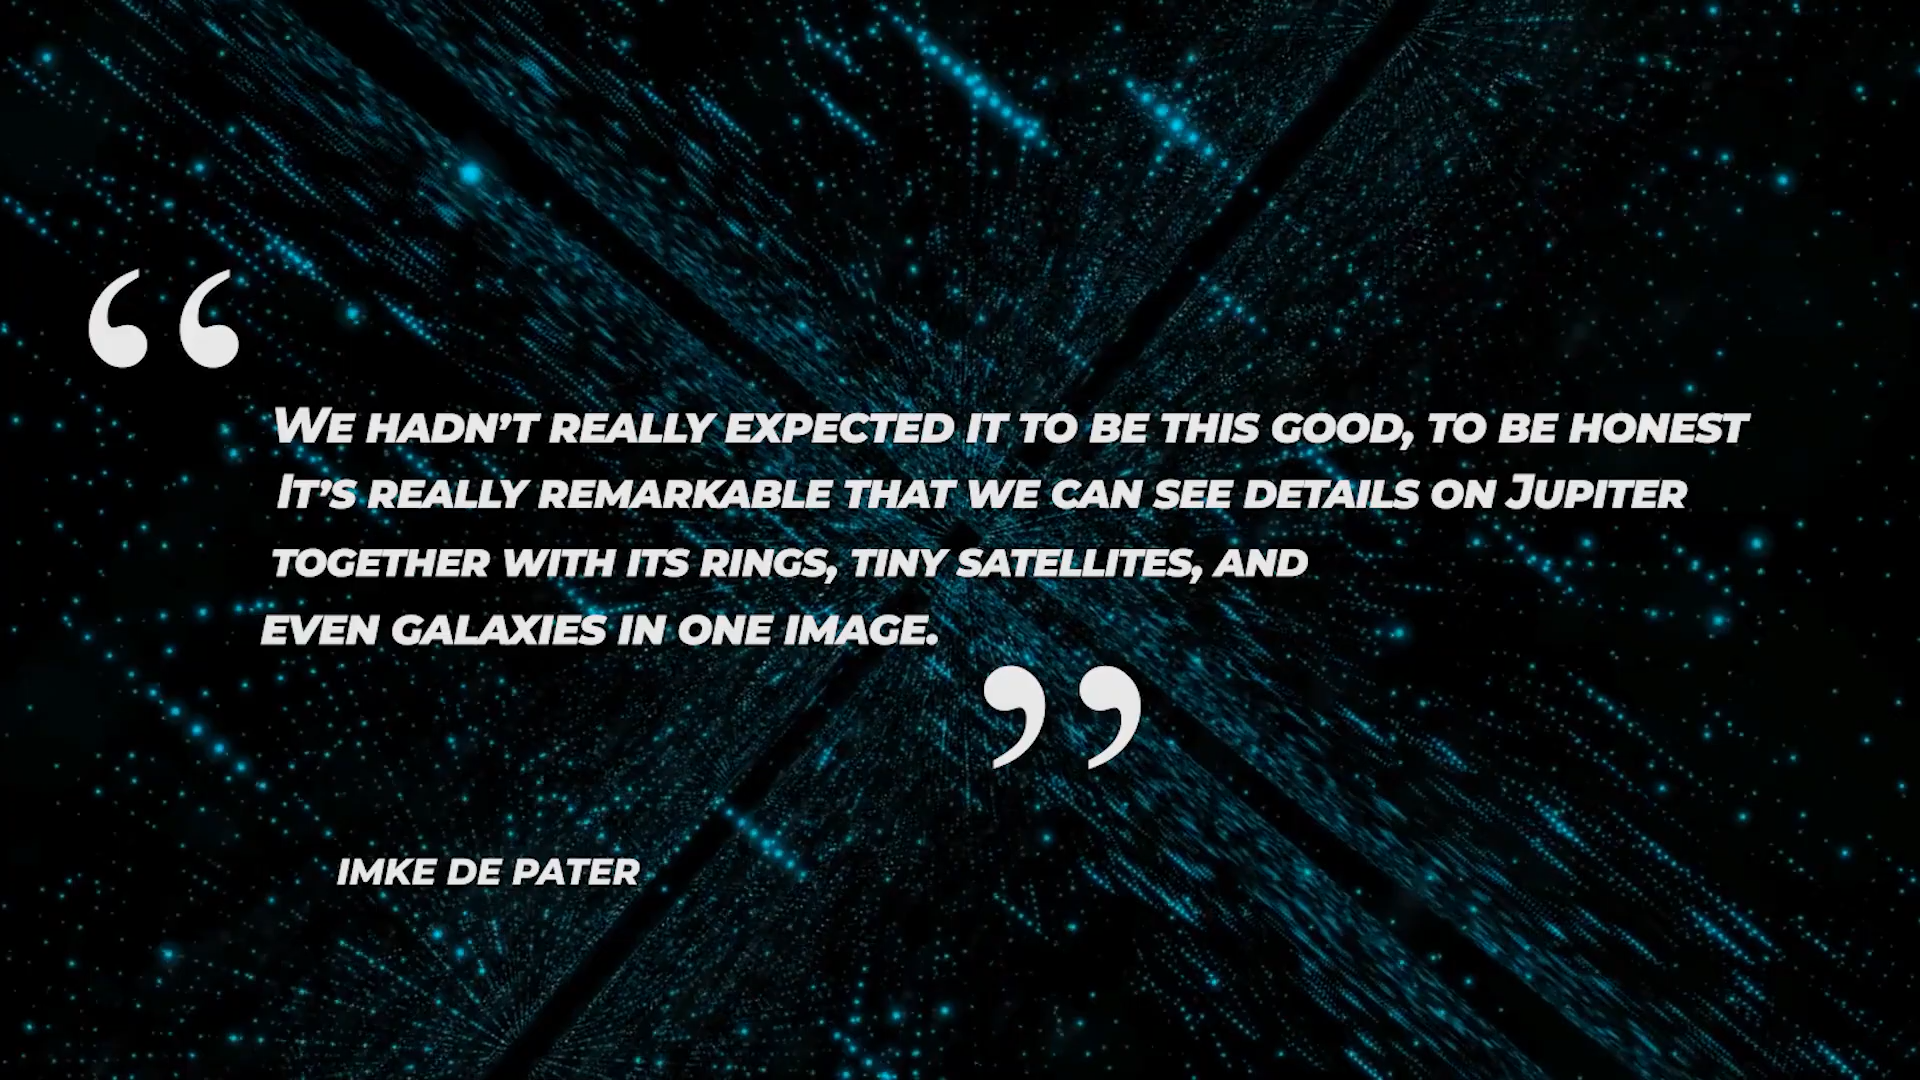 “
We hadn’t really expected it to be this good, to be honest
It’s really remarkable that we can see details on Jupiter
together with its rings, tiny satellites, and
even galaxies in one image.
”
IMKE DE PATER